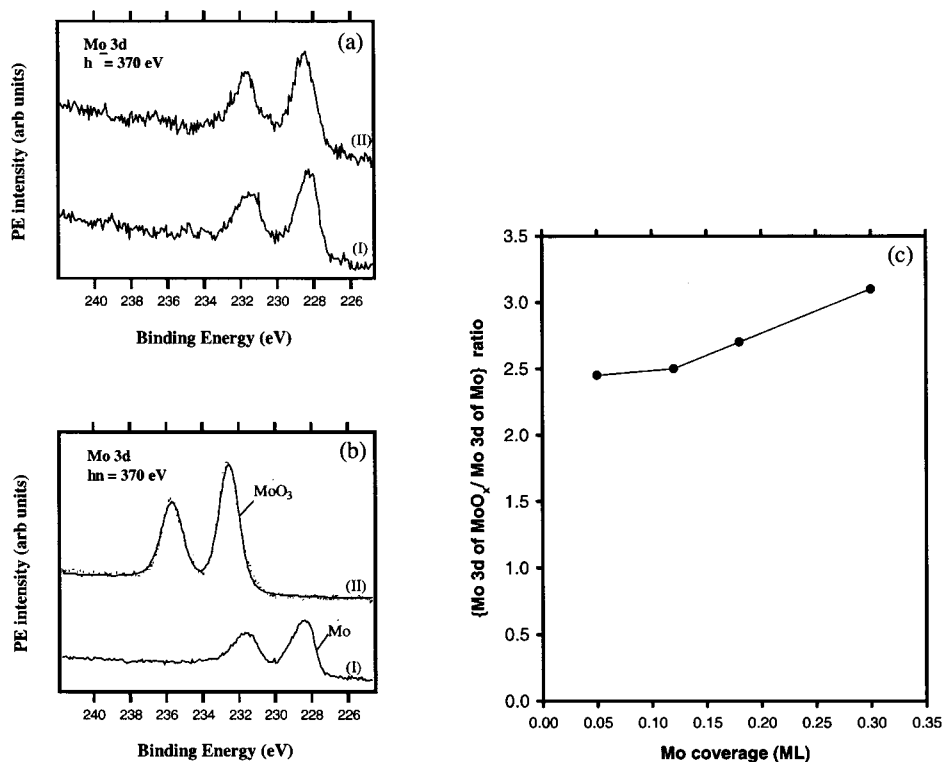 (a)
Mo 3d
h = 370 eV
(II)
(I)
PE intensity (arb units)
240 238 236 234 232 230 228 226
Binding Energy (eV)
(b)
Mo 3d
hn = 370 eV
MoO3
(II)
Mo
(I)
PE intensity (arb units)
240 238 236 234 232 230 228 226
Binding Energy (eV)
(c)
{Mo 3d of MoOx/ Mo 3d of Mo} ratio
3.5
3.0
2.5
2.0
1.5
1.0
0.5
0.0
0.00 0.05 0.10 0.15 0.20 0.25 0.30 0.35
Mo coverage (ML)